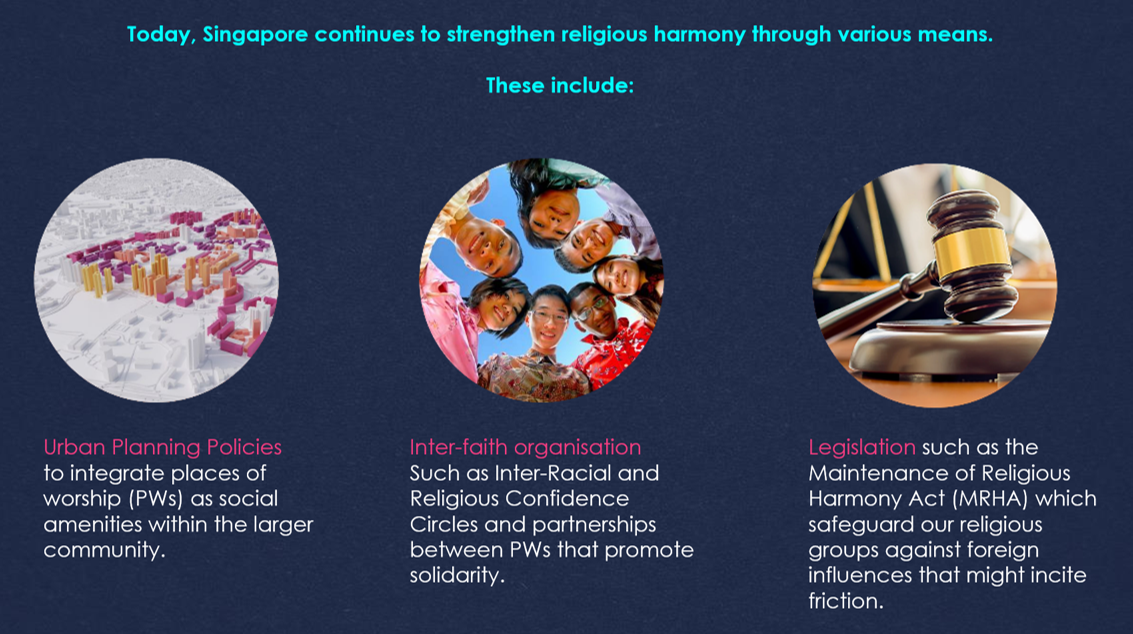 Today, Singapore continues to strengthen religious harmony through various means.
These include:
Urban Planning Policies
to integrate places of
worship (PWs) as social
amenities within the larger
community.
Inter-faith organisation
Such as Inter-Racial and
Religious Confidence
Circles and partnerships
between PWs that promote
solidarity.
Legislation such as the
Maintenance of Religious
Harmony Act (MRHA) which
safeguard our religious
groups against foreign
influences that might incite
friction.